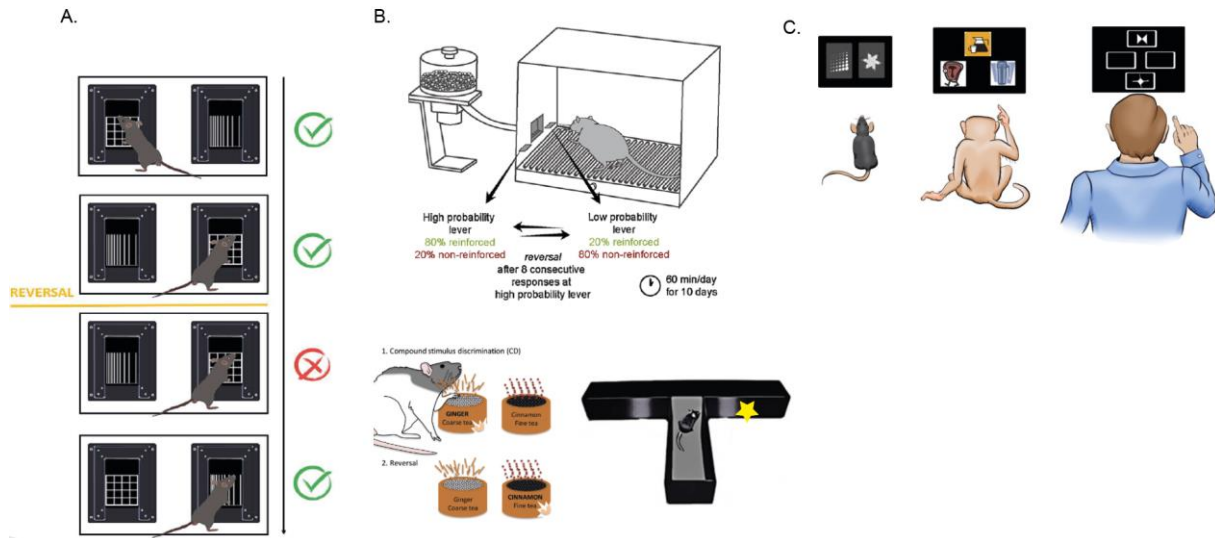 A.
REVERSAL
B.
High probability
lever
80% reinforced
20% non-reinforced
reversal
after 8 consecutive
responses at
high probability lever
Low probability
lever
20% reinforced
80% non-reinforced
60 min/day
for 10 days
1. Compound stimulus discrimination (CD)
GINGER
Coarse tea
Cinnamon
Fine tea
2. Reversal
Ginger
Coarse tea
CINNAMON
Fine tea
C.